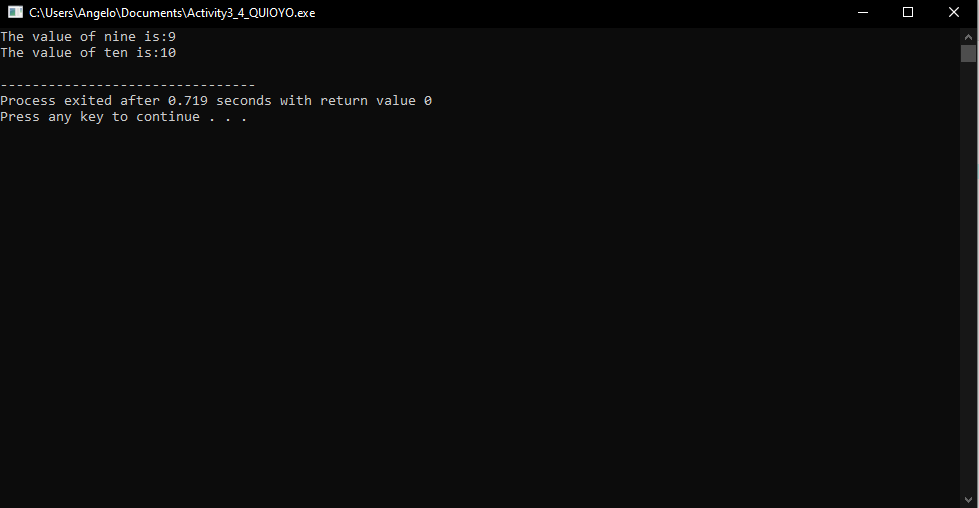 C:\Users\Angelo\Documents\Activity3_4_QUIOYO.exe
The value of nine is:9
The value of ten is:10
--------------------------------
Process exited after 0.719 seconds with return value 0
Press any key to continue . . .